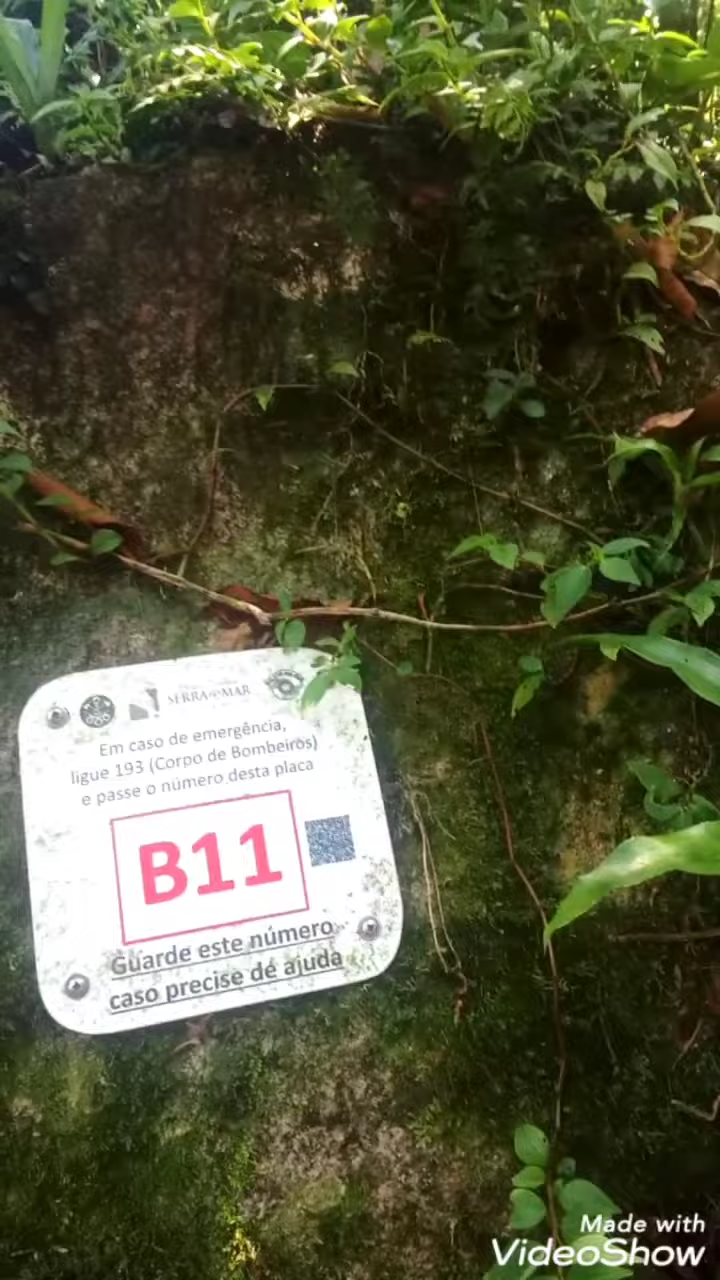 SERRA DO MAR
Em caso de emergência,
ligue 193 (Corpo de Bombeiros)
e passe o número desta placa
B11
Guarde este número
caso precise de ajuda
Made with
VideoShow